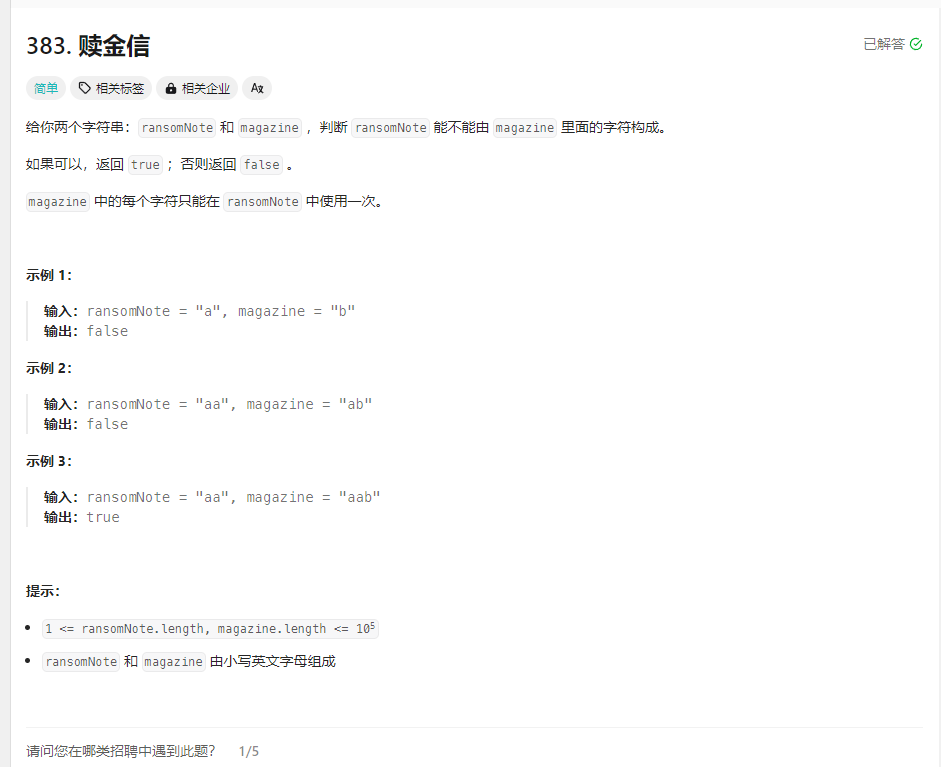 383. 赎金信
已解答
简单 相关标签 相关企业 Aあ
给你两个字符串：ransomNote 和 magazine ，判断 ransomNote 能不能由 magazine 里面的字符构成。
如果可以，返回 true ；否则返回 false 。
magazine 中的每个字符只能在 ransomNote 中使用一次。
示例 1：
输入：ransomNote = "a", magazine = "b"
输出：false
示例 2：
输入：ransomNote = "aa", magazine = "ab"
输出：false
示例 3：
输入：ransomNote = "aa", magazine = "aab"
输出：true
提示：
1 <= ransomNote.length, magazine.length <= 10⁵
ransomNote 和 magazine 由小写英文字母组成
请问您在哪类招聘中遇到此题？ 1/5